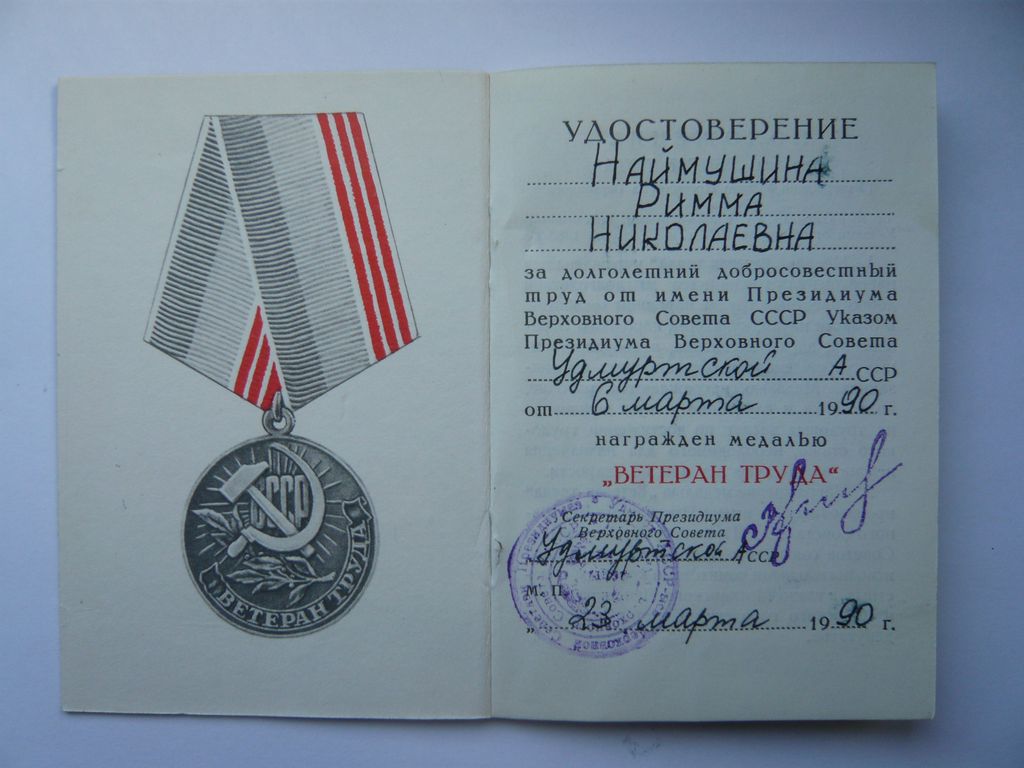 СССР
ВЕТЕРАН ТРУДА
УДОСТОВЕРЕНИЕ
НАЙМУШИНА
РИММА
НИКОЛАЕВНА
за долголетний добросовестный
труд от имени Президиума
Верховного Совета СССР Указом
Президиума Верховного Совета
Удмуртской А ССР
от 6 марта 1990 г.
награжден медалью
„ВЕТЕРАН ТРУДА“
Секретарь Президиума
Верховного Совета
Удмуртской АССР
М. П.
„ 23 „ марта 1990 г.